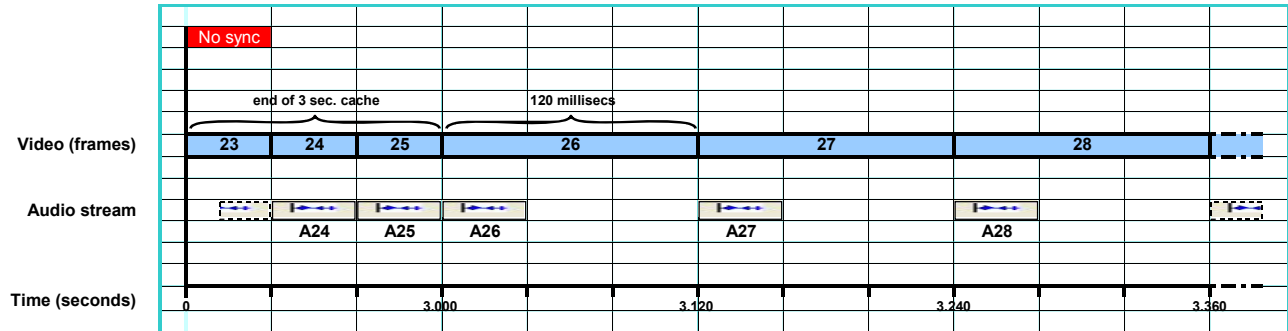 No sync
end of 3 sec. cache 120 millisecs
Video (frames) 23 24 25 26 27 28
Audio stream
A24 A25 A26 A27 A28
Time (seconds) 0 3.000 3.120 3.240 3.360